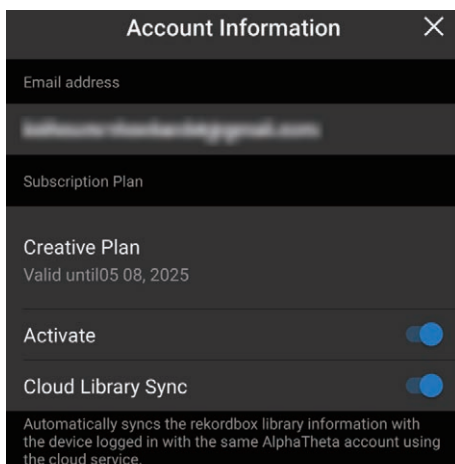 Account Information
Email address
Subscription Plan
Creative Plan
Valid until05 08, 2025
Activate
Cloud Library Sync
Automatically syncs the rekordbox library information with
the device logged in with the same AlphaTheta account using
the cloud service.